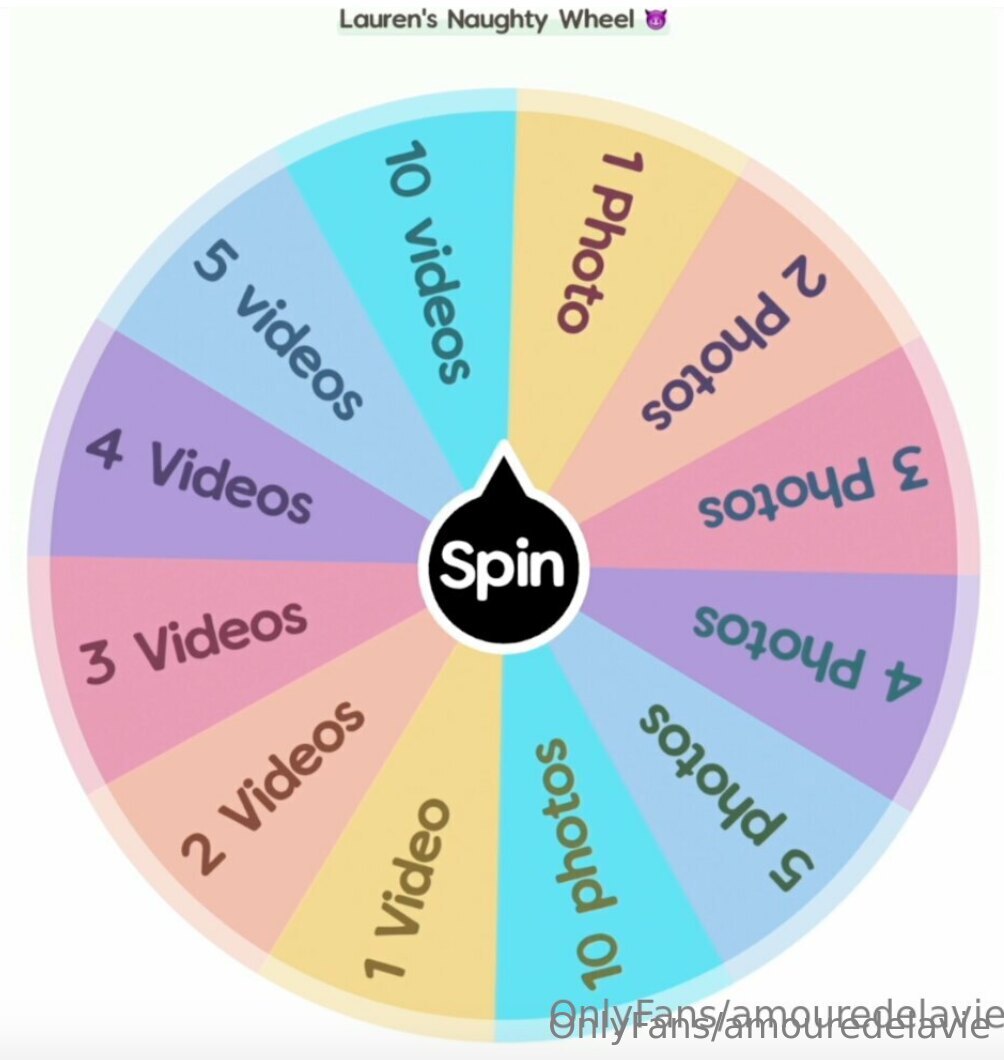 Lauren's Naughty Wheel 😈
1 Photo
2 Photos
3 Photos
4 Photos
5 photos
10 photos
1 Video
2 Videos
3 Videos
4 Videos
5 videos
10 videos
Spin
OnlyFans/amouredelavie
OnlyFans/amouredelavie